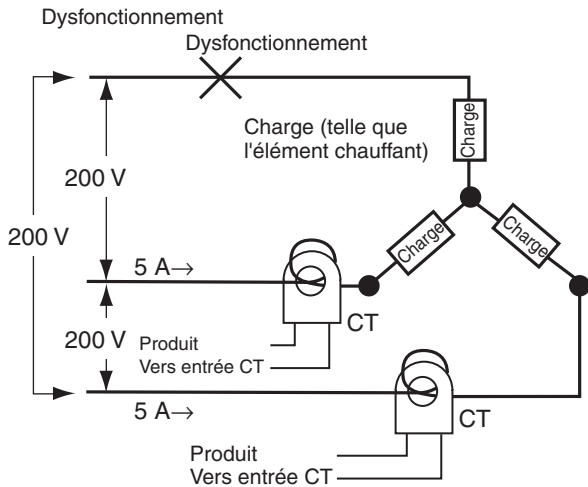 Dysfonctionnement
Dysfonctionnement
Charge (telle que
l'élément chauffant)
Charge
200 V
200 V
Charge
Charge
5 A→
CT
200 V
Produit
Vers entrée CT
5 A→
CT
Produit
Vers entrée CT